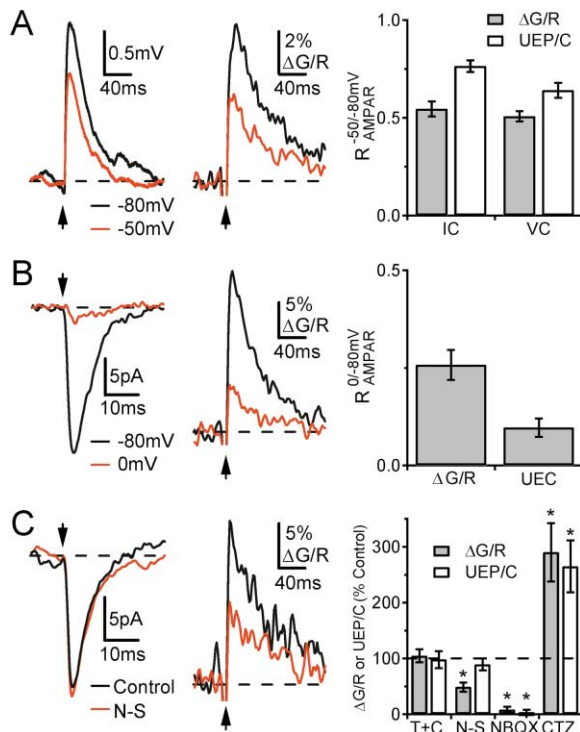 A
0.5mV
40ms
-80mV
-50mV
2%
ΔG/R
40ms
R -50/-80mV AMPAR
1.0
0.5
0.0
ΔG/R
UEP/C
IC
VC
B
5pA
10ms
-80mV
0mV
5%
ΔG/R
40ms
R 0/-80mV AMPAR
0.5
0.0
ΔG/R
UEC
C
5pA
10ms
Control
N-S
5%
ΔG/R
40ms
ΔG/R or UEP/C (% Control)
300
200
100
0
ΔG/R
UEP/C
*
*
*
*
*
T+C
N-S
NBQX
CTZ